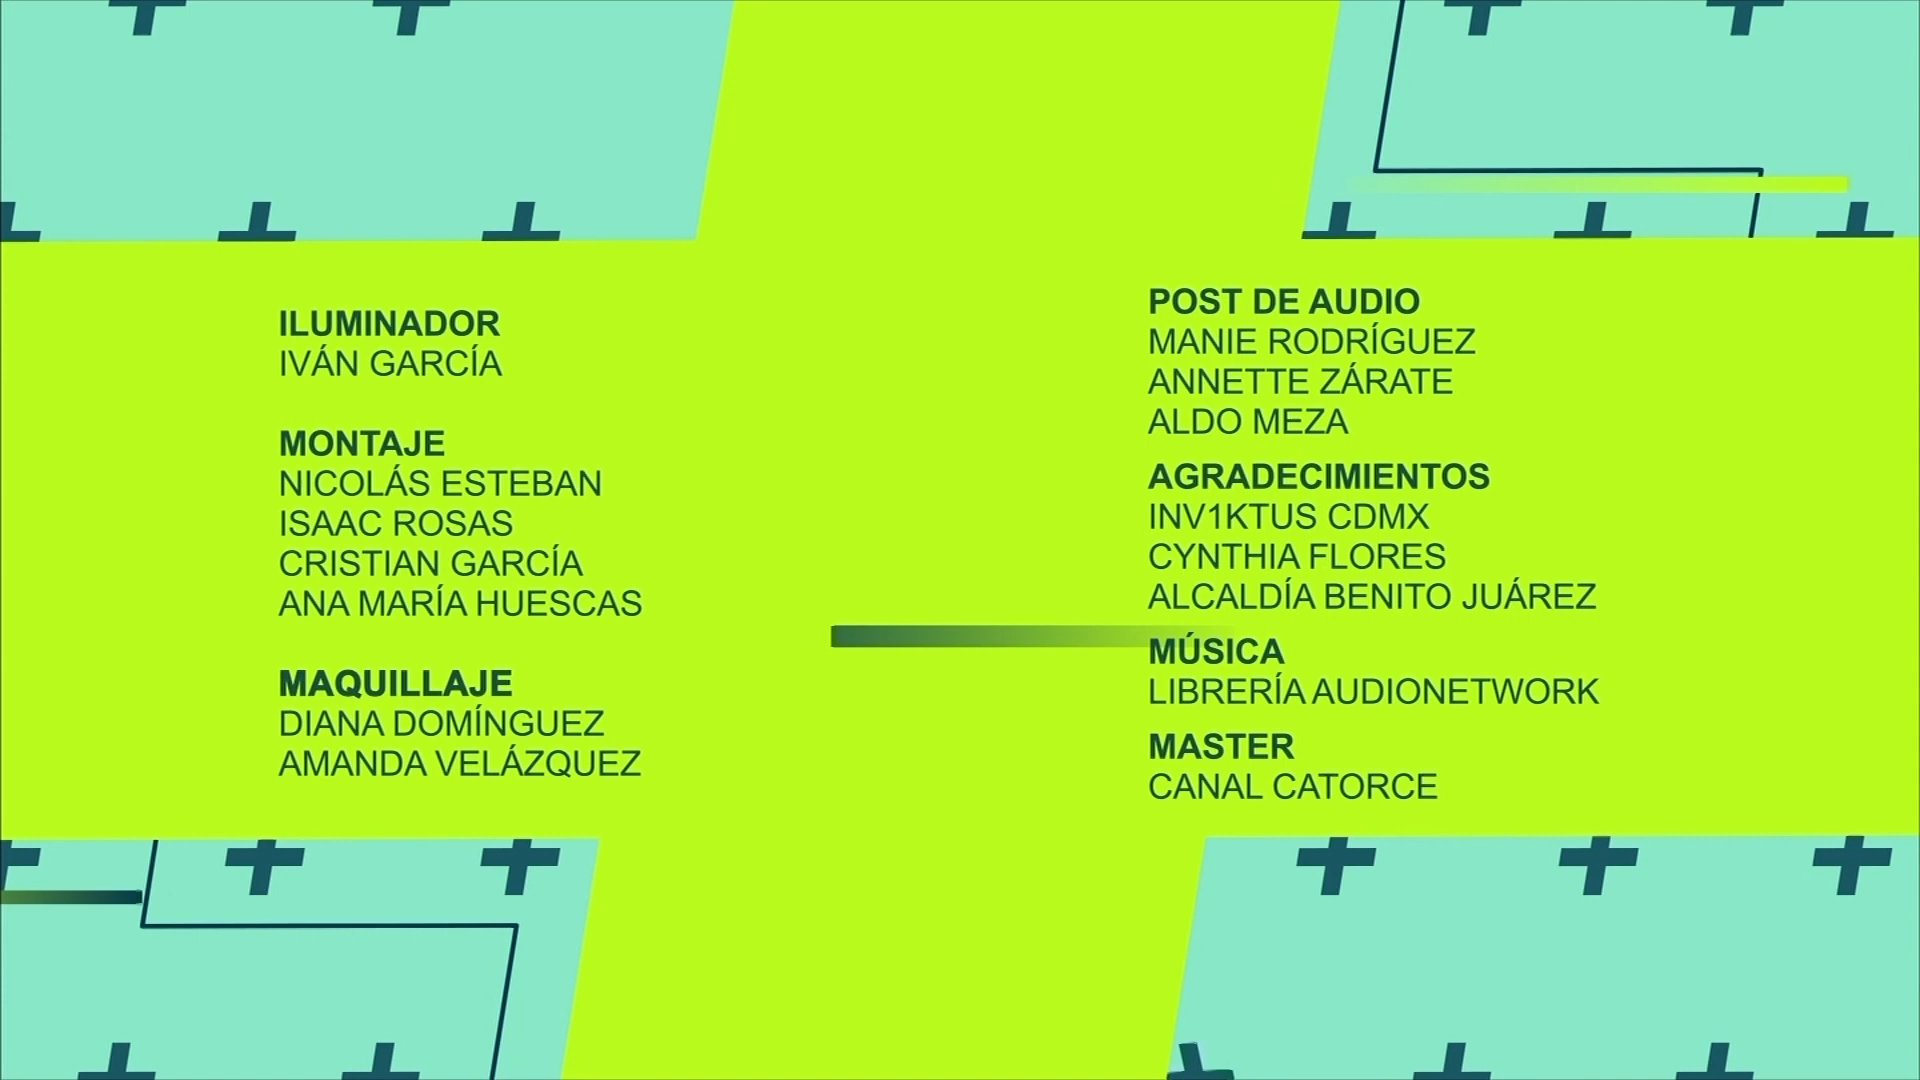 ILUMINADOR
IVÁN GARCÍA
MONTAJE
NICOLÁS ESTEBAN
ISAAC ROSAS
CRISTIAN GARCÍA
ANA MARÍA HUESCAS
MAQUILLAJE
DIANA DOMÍNGUEZ
AMANDA VELÁZQUEZ
POST DE AUDIO
MANIE RODRÍGUEZ
ANNETTE ZÁRATE
ALDO MEZA
AGRADECIMIENTOS
INV1KTUS CDMX
CYNTHIA FLORES
ALCALDÍA BENITO JUÁREZ
MÚSICA
LIBRERÍA AUDIONETWORK
MASTER
CANAL CATORCE